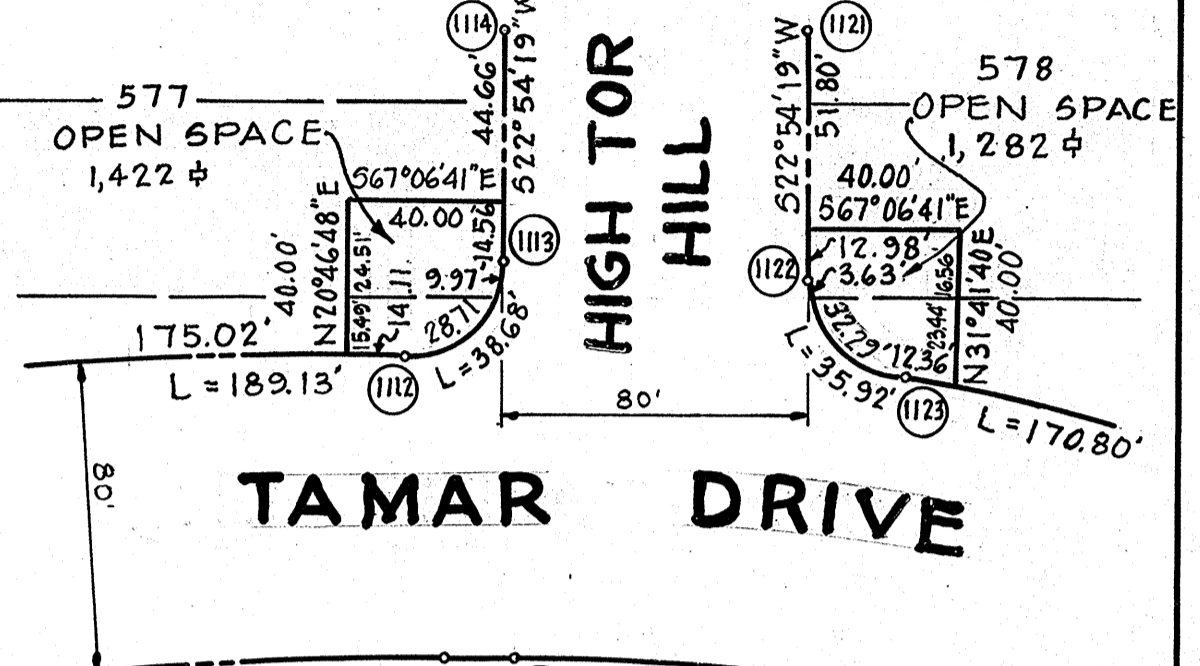 1114
44.66'
S22°54'19"W
577
OPEN SPACE
1,422 ⏍
S67°06'41"E
40.00
14.56
1113
N20°46'48"E
40.00'
24.51'
15.49'
14.11
9.97'
28.71
L=38.68'
175.02'
L=189.13'
1112
HIGH TOR
HILL
1121
S22°54'19"W
51.80'
578
OPEN SPACE
1,282 ⏍
40.00'
S67°06'41"E
12.98'
1122
3.63'
16.56'
23.44'
N31°41'40E
40.00'
32.29'
12.36'
L=35.92'
1123
L=170.80'
80'
80'
TAMAR DRIVE